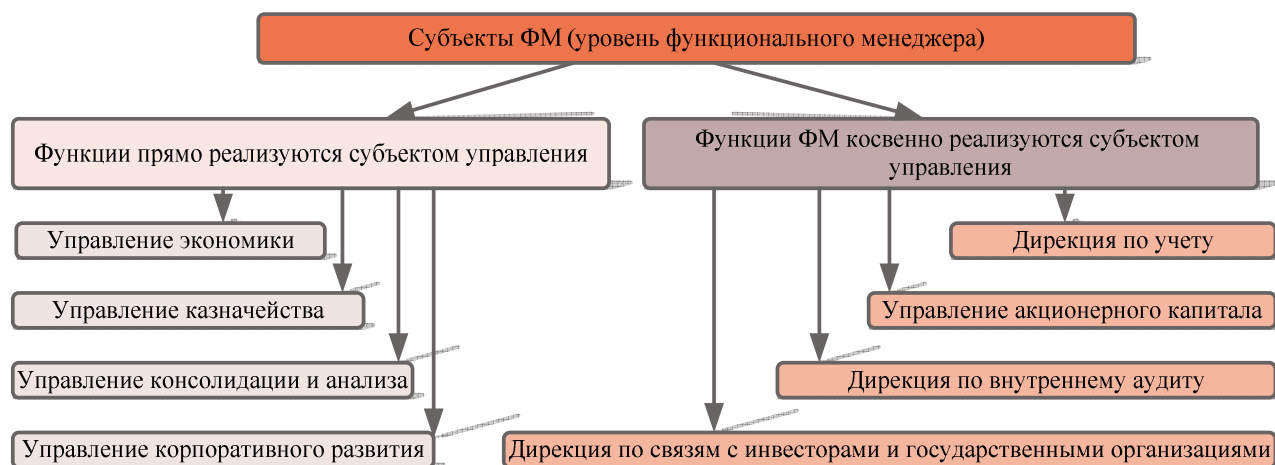 Субъекты ФМ (уровень функционального менеджера)
Функции прямо реализуются субъектом управления
Функции ФМ косвенно реализуются субъектом
управления
Управление экономики
Дирекция по учету
Управление казначейства
Управление акционерного капитала
Управление консолидации и анализа
Дирекция по внутреннему аудиту
Управление корпоративного развития
Дирекция по связям с инвесторами и государственными организациями